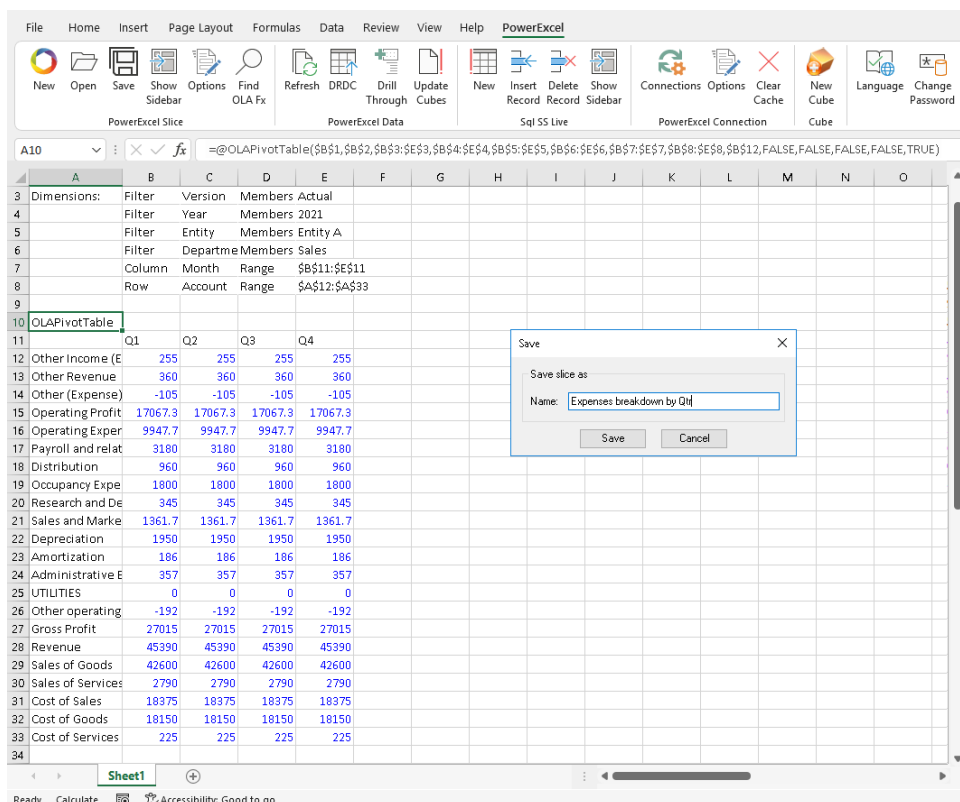 File Home Insert Page Layout Formulas Data Review View Help PowerExcel
New Open Save Show Sidebar Options Find OLA Fx Refresh DRDC Drill Through Update Cubes New Insert Record Delete Record Show Sidebar Connections Options Clear Cache New Cube Language Change Password
PowerExcel Slice PowerExcel Data Sql SS Live PowerExcel Connection Cube
A10 fx =@OLAPivotTable($B$1,$B$2,$B$3:$E$3,$B$4:$E$4,$B$5:$E$5,$B$6:$E$6,$B$7:$E$7,$B$8:$E$8,$B$12,FALSE,FALSE,FALSE,FALSE,TRUE)
A B C D E F G H I J K L M N O
3 Dimensions: Filter Version Members Actual
4 Filter Year Members 2021
5 Filter Entity Members Entity A
6 Filter Departme Members Sales
7 Column Month Range $B$11:$E$11
8 Row Account Range $A$12:$A$33
9
10 OLAPivotTable
11 Q1 Q2 Q3 Q4
12 Other Income (E 255 255 255 255
13 Other Revenue 360 360 360 360
14 Other (Expense) -105 -105 -105 -105
15 Operating Profit 17067.3 17067.3 17067.3 17067.3
16 Operating Exper 9947.7 9947.7 9947.7 9947.7
17 Payroll and relat 3180 3180 3180 3180
18 Distribution 960 960 960 960
19 Occupancy Expe 1800 1800 1800 1800
20 Research and De 345 345 345 345
21 Sales and Marke 1361.7 1361.7 1361.7 1361.7
22 Depreciation 1950 1950 1950 1950
23 Amortization 186 186 186 186
24 Administrative E 357 357 357 357
25 UTILITIES 0 0 0 0
26 Other operating -192 -192 -192 -192
27 Gross Profit 27015 27015 27015 27015
28 Revenue 45390 45390 45390 45390
29 Sales of Goods 42600 42600 42600 42600
30 Sales of Services 2790 2790 2790 2790
31 Cost of Sales 18375 18375 18375 18375
32 Cost of Goods 18150 18150 18150 18150
33 Cost of Services 225 225 225 225
34
Save
Save slice as
Name: Expenses breakdown by Qtr
Save Cancel
Sheet1
Ready Calculate Accessibility: Good to go